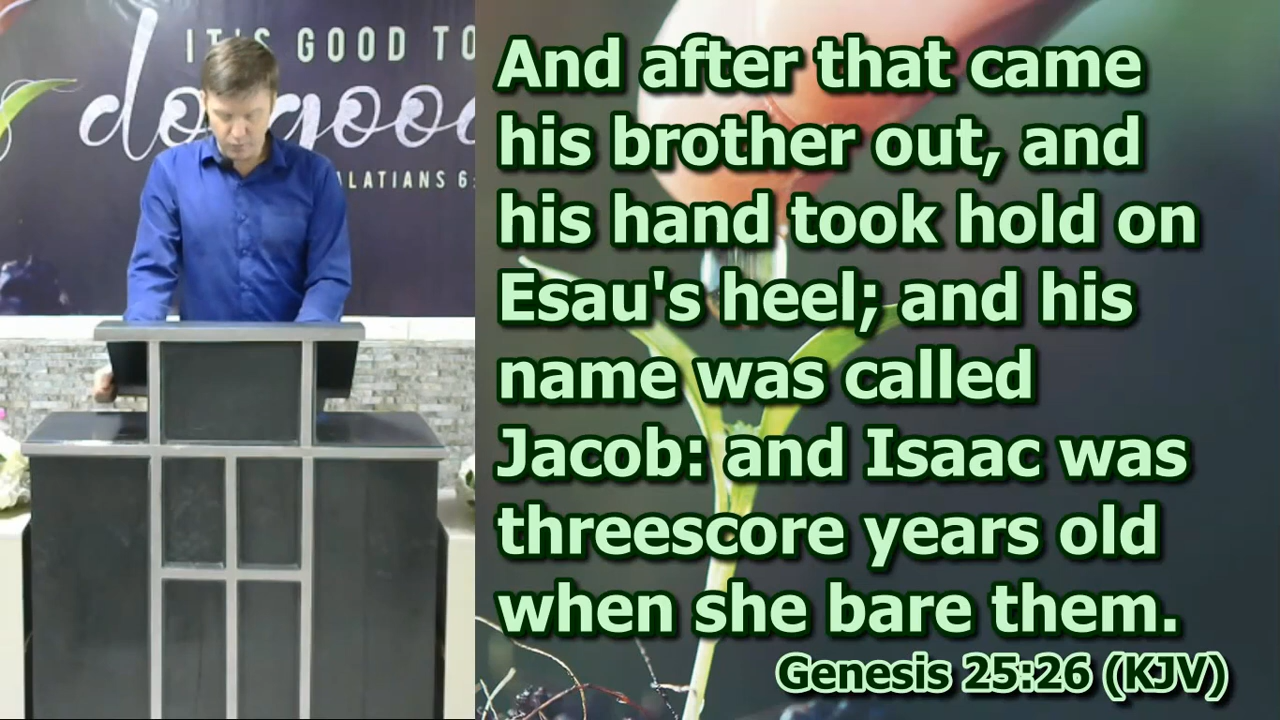 IT'S GOOD TO
do good
ALATIANS 6:
And after that came
his brother out, and
his hand took hold on
Esau's heel; and his
name was called
Jacob: and Isaac was
threescore years old
when she bare them.
Genesis 25:26 (KJV)